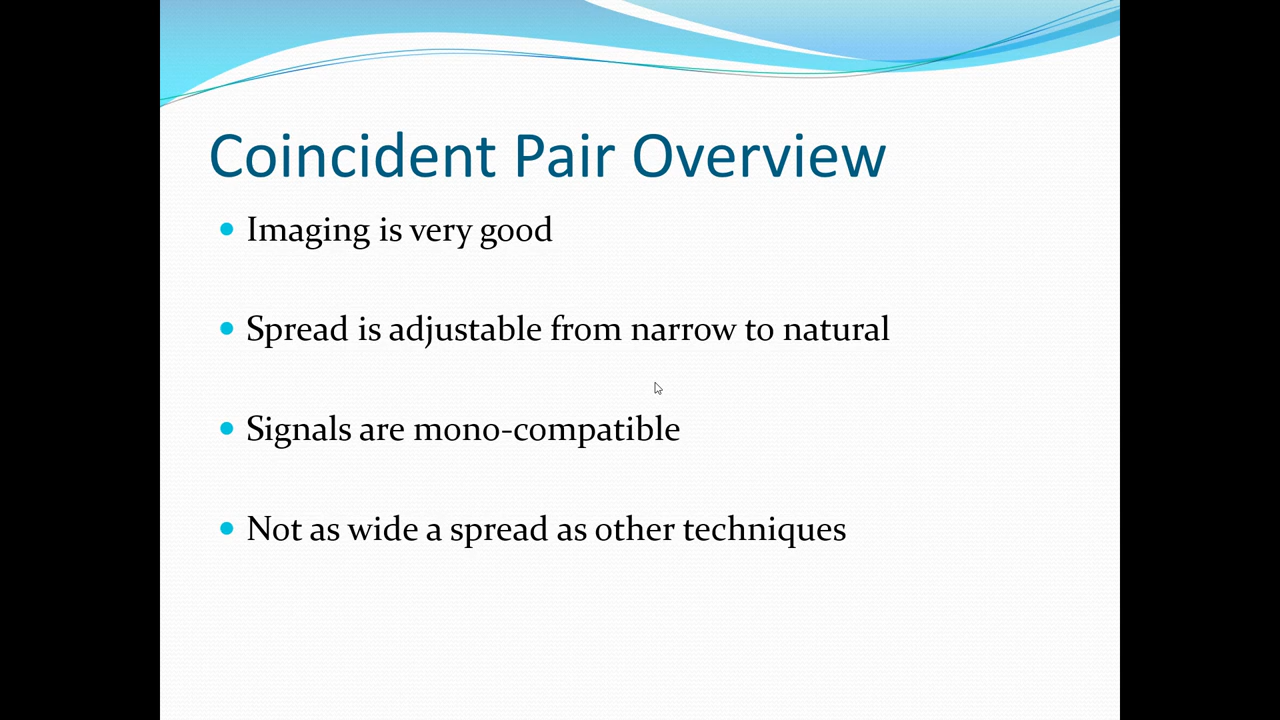 Coincident Pair Overview
Imaging is very good
Spread is adjustable from narrow to natural
Signals are mono-compatible
Not as wide a spread as other techniques